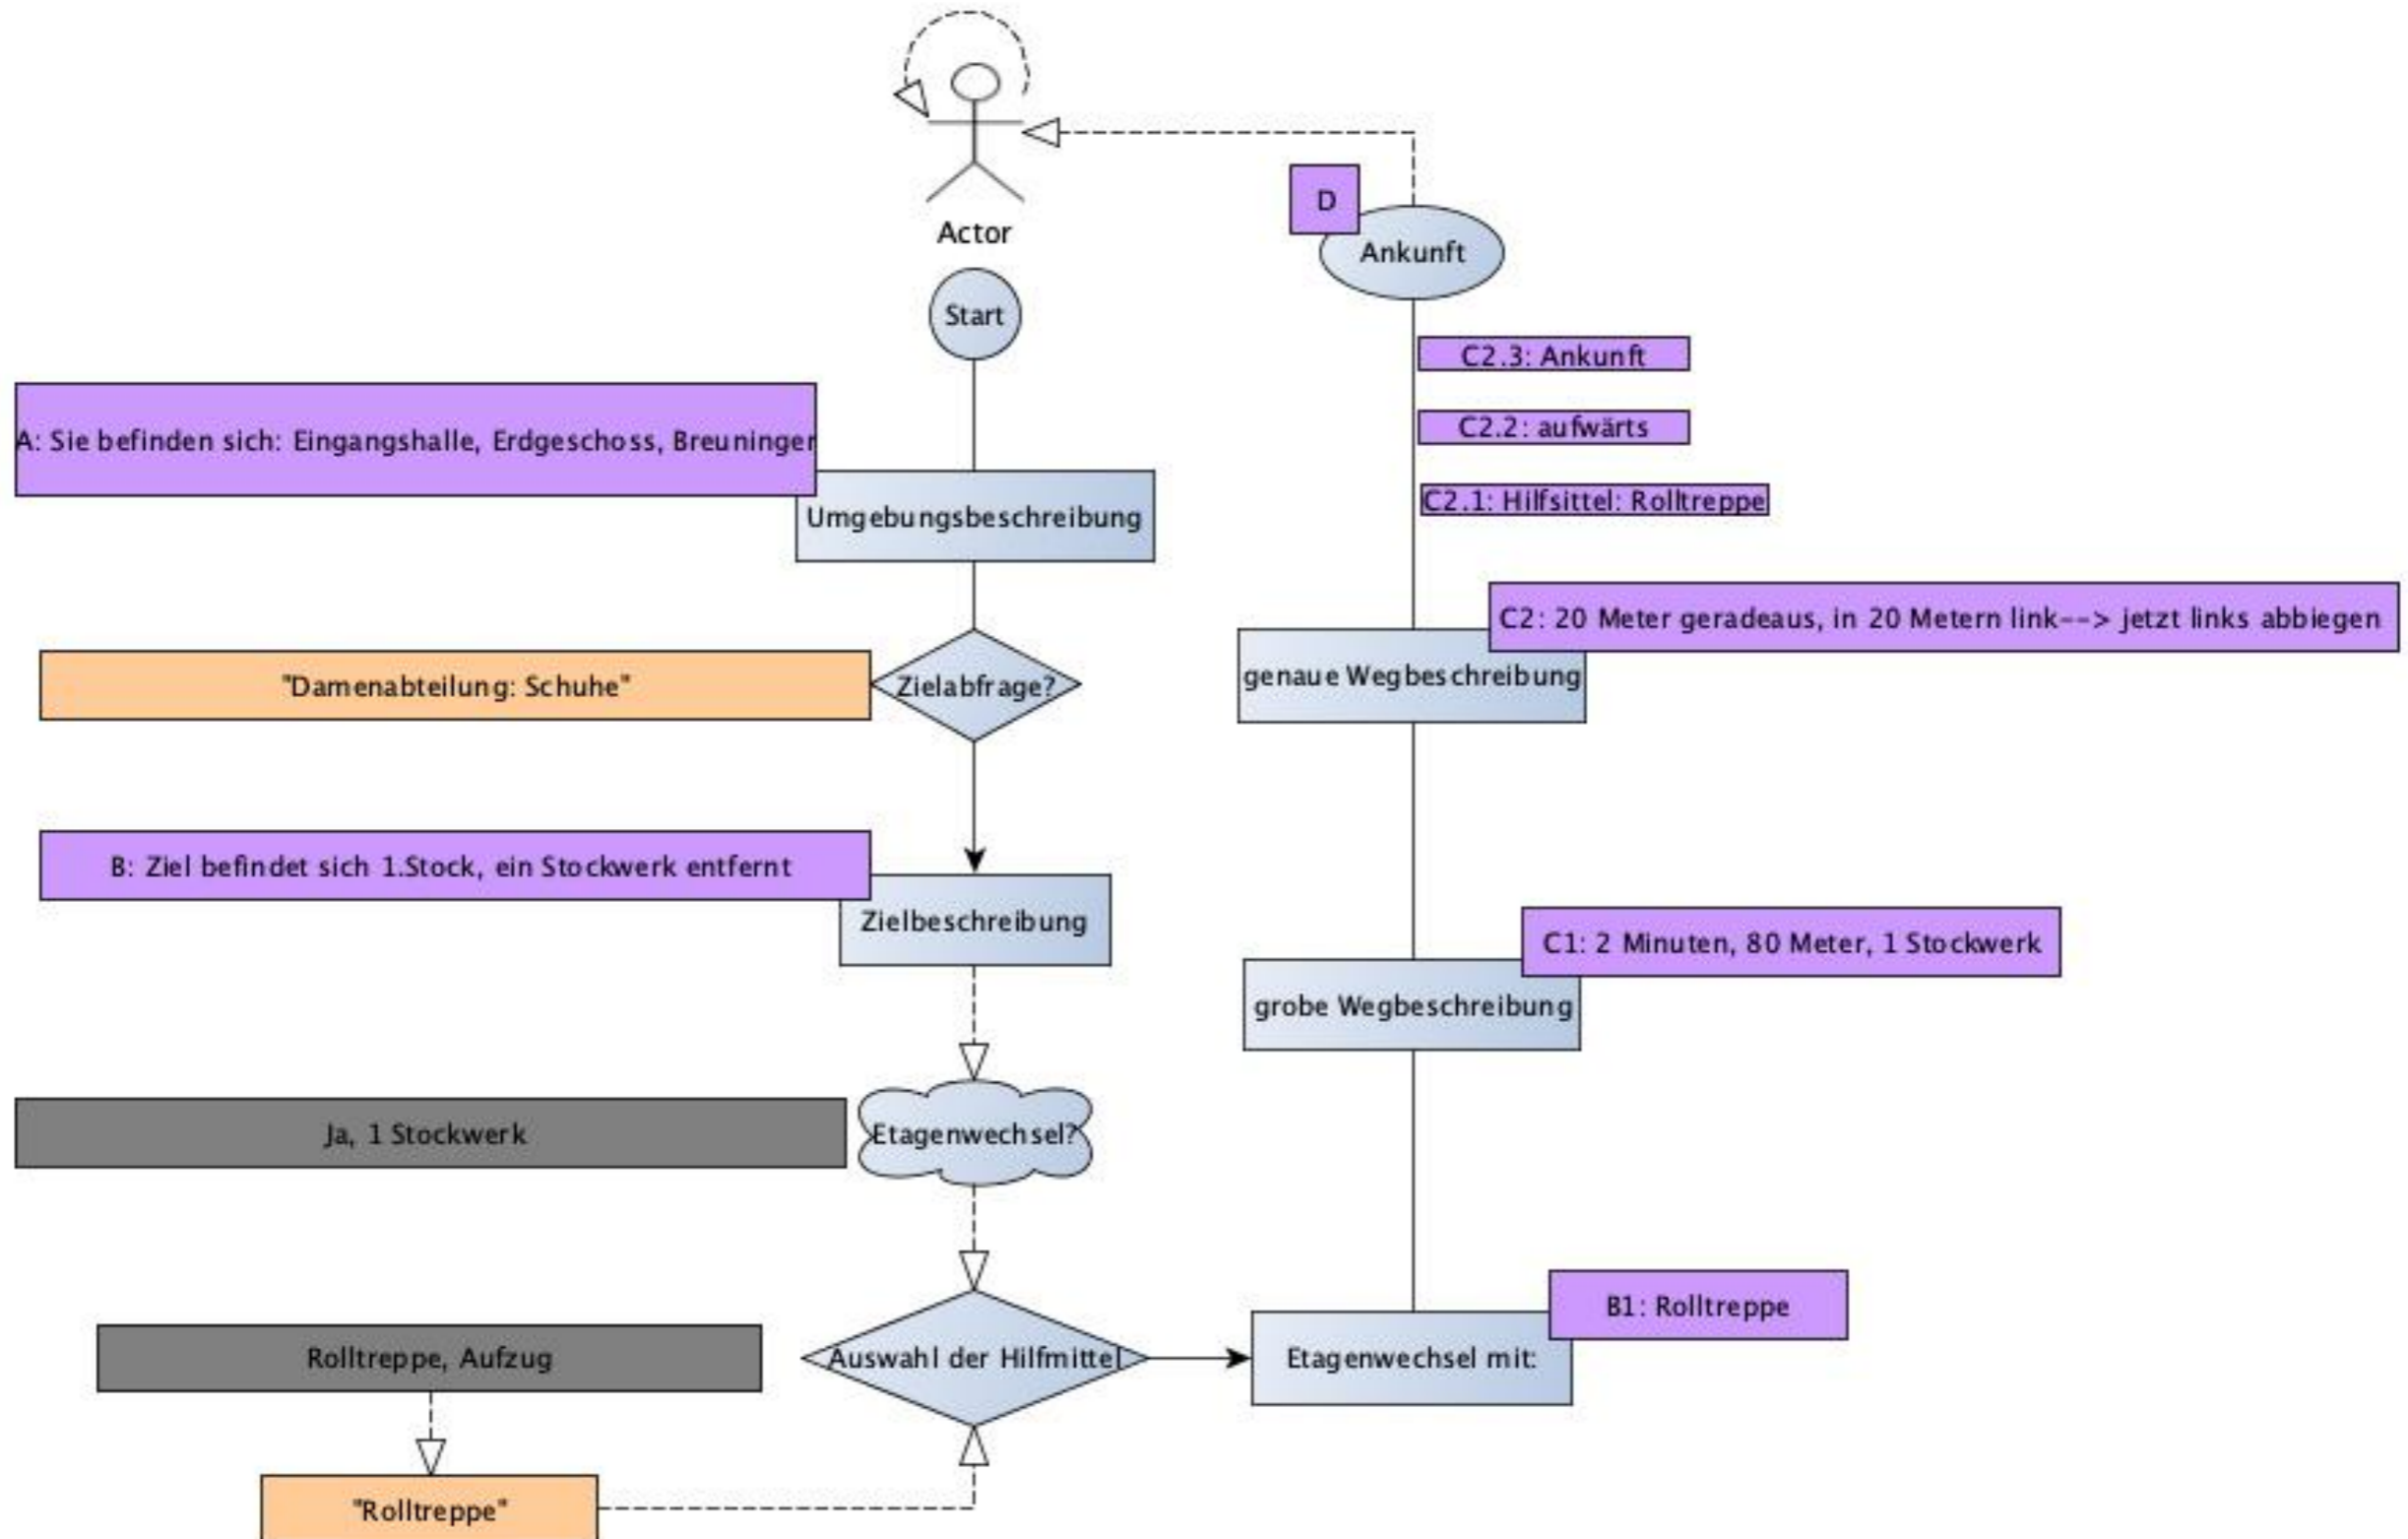 Actor
Start
A: Sie befinden sich: Eingangshalle, Erdgeschoss, Breuninger
Umgebungsbeschreibung
"Damenabteilung: Schuhe"
Zielabfrage?
B: Ziel befindet sich 1.Stock, ein Stockwerk entfernt
Zielbeschreibung
Ja, 1 Stockwerk
Etagenwechsel?
Rolltreppe, Aufzug
Auswahl der Hilfmittel
"Rolltreppe"
Etagenwechsel mit:
B1: Rolltreppe
grobe Wegbeschreibung
C1: 2 Minuten, 80 Meter, 1 Stockwerk
genaue Wegbeschreibung
C2: 20 Meter geradeaus, in 20 Metern link--> jetzt links abbiegen
C2.1: Hilfsittel: Rolltreppe
C2.2: aufwärts
C2.3: Ankunft
D
Ankunft